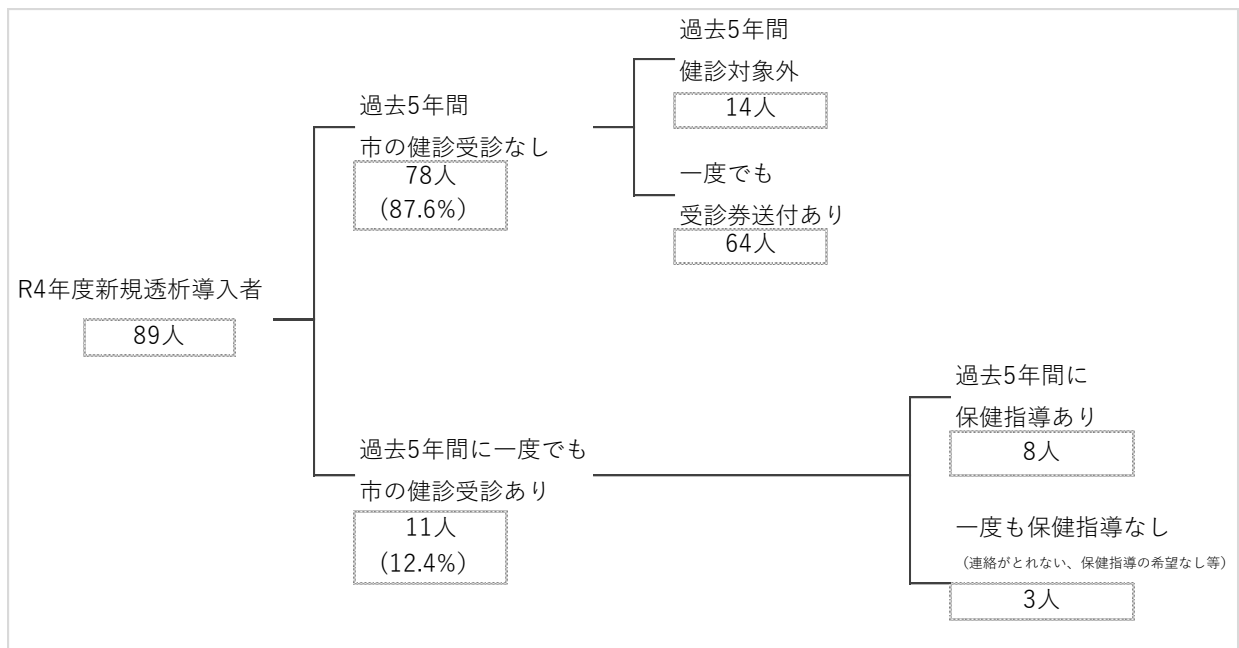 R4年度新規透析導入者
89人
過去5年間
市の健診受診なし
78人
(87.6%)
過去5年間
健診対象外
14人
一度でも
受診券送付あり
64人
過去5年間に一度でも
市の健診受診あり
11人
(12.4%)
過去5年間に
保健指導あり
8人
一度も保健指導なし
（連絡がとれない、保健指導の希望なし等）
3人